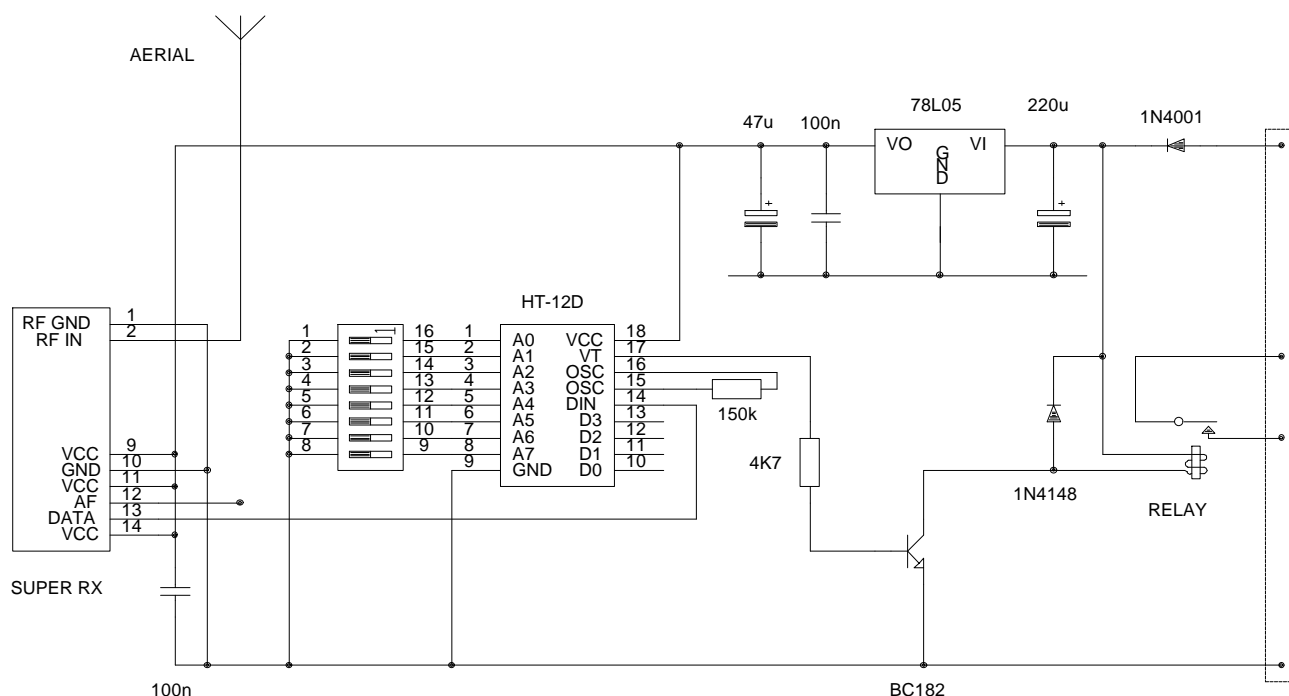 AERIAL
47u
100n
78L05
220u
1N4001
VO
GND
VI
+
+
HT-12D
RF GND 1
RF IN 2
1 16 1 A0 VCC 18
2 15 2 A1 VT 17
3 14 3 A2 OSC 16
4 13 4 A3 OSC 15
5 12 5 A4 DIN 14
6 11 6 A5 D3 13
7 10 7 A6 D2 12
8 9 8 A7 D1 11
9 GND D0 10
1
150k
4K7
VCC 9
GND 10
VCC 11
AF 12
DATA 13
VCC 14
1N4148
RELAY
SUPER RX
100n
BC182